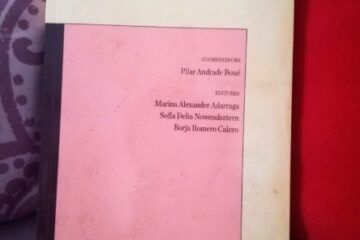 COORDINADORA
Pilar Andrade Boué
EDITORES
Marina Alexander Adarraga
Sofía Delia Nowendsztern
Borja Romero Calero